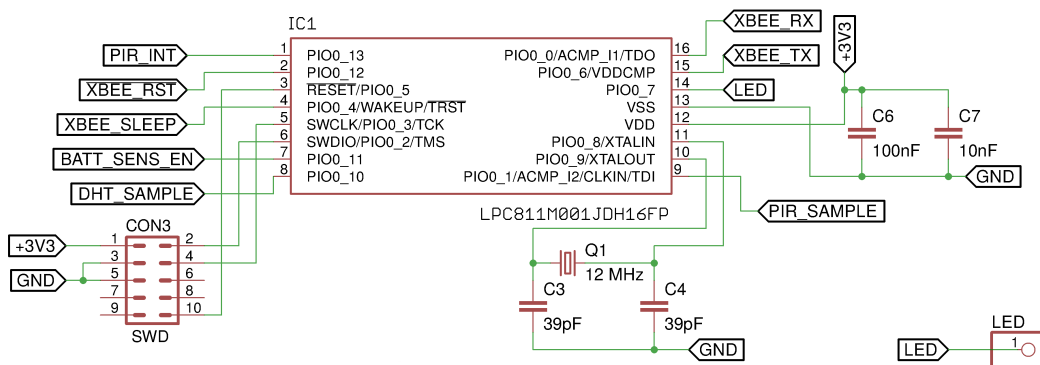 IC1
PIR_INT
XBEE_RST
XBEE_SLEEP
BATT_SENS_EN
DHT_SAMPLE
1 PIO0_13
2 PIO0_12
3 RESET/PIO0_5
4 PIO0_4/WAKEUP/TRST
5 SWCLK/PIO0_3/TCK
6 SWDIO/PIO0_2/TMS
7 PIO0_11
8 PIO0_10
PIO0_0/ACMP_I1/TDO 16
PIO0_6/VDDCMP 15
PIO0_7 14
VSS 13
VDD 12
PIO0_8/XTALIN 11
PIO0_9/XTALOUT 10
PIO0_1/ACMP_I2/CLKIN/TDI 9
LPC811M001JDH16FP
XBEE_RX
XBEE_TX
LED
+3V3
C6
100nF
C7
10nF
GND
PIR_SAMPLE
CON3
+3V3
GND
1 2
3 4
5 6
7 8
9 10
SWD
Q1
12 MHz
C3
39pF
C4
39pF
GND
LED
LED
1